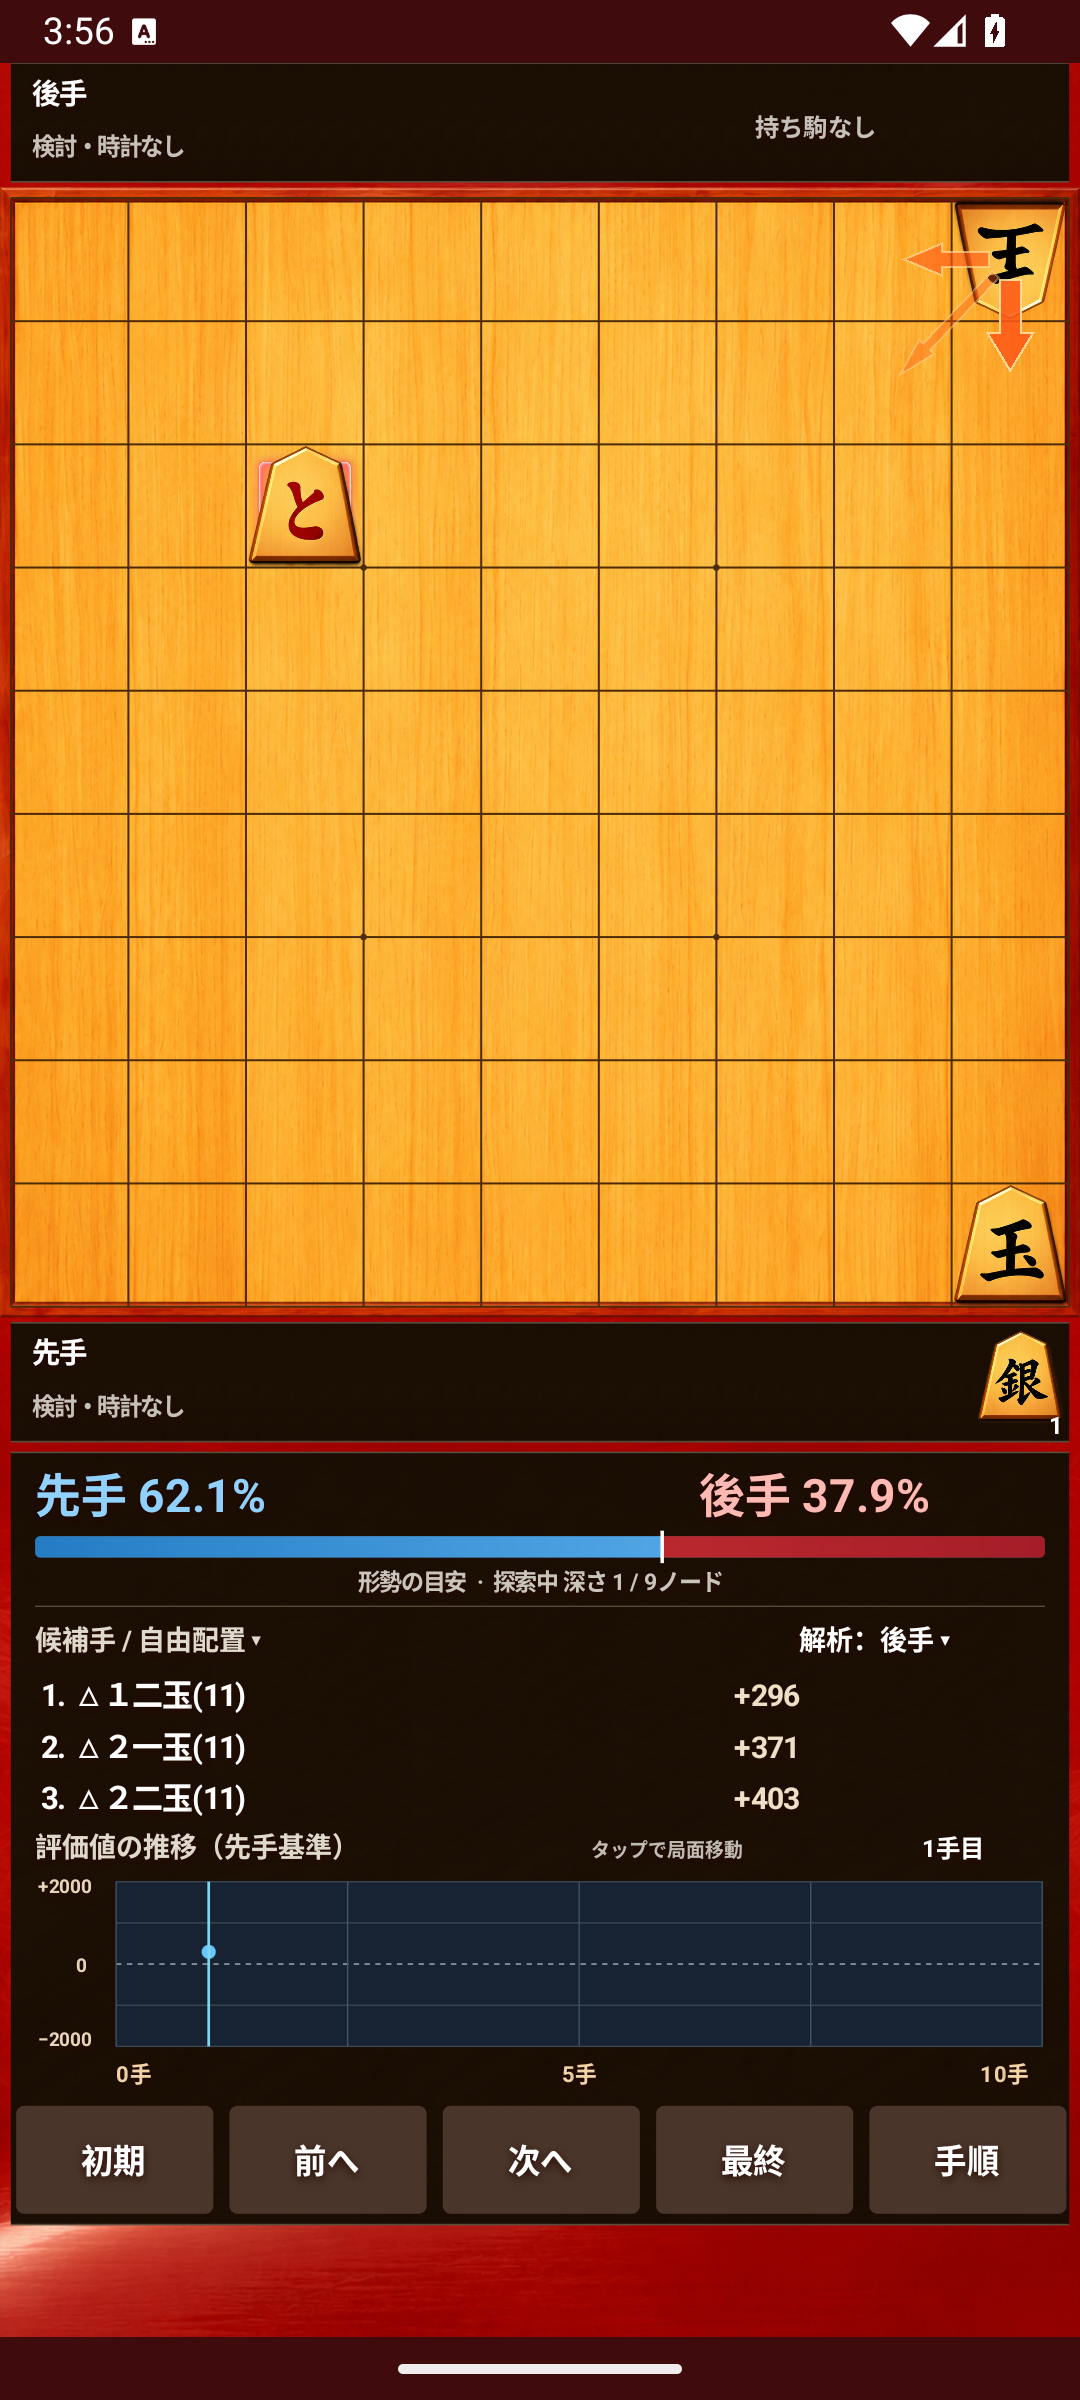 3:56
後手
検討・時計なし
持ち駒なし
王
と
玉
先手
検討・時計なし
銀
1
先手 62.1%
後手 37.9%
形勢の目安 · 探索中 深さ 1 / 9ノード
候補手 / 自由配置 ▾
解析: 後手 ▾
1. △１二玉(11) +296
2. △２一玉(11) +371
3. △２二玉(11) +403
評価値の推移（先手基準） タップで局面移動 1手目
+2000
0
−2000
0手 5手 10手
初期 前へ 次へ 最終 手順